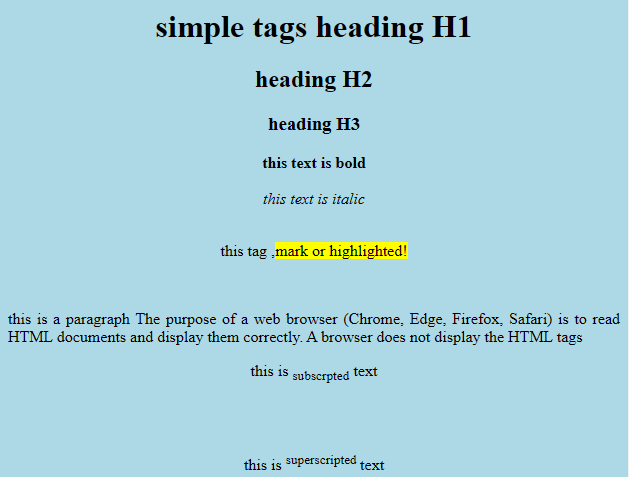 simple tags heading H1
heading H2
heading H3
this text is bold
this text is italic
this tag ,mark or highlighted!
this is a paragraph The purpose of a web browser (Chrome, Edge, Firefox, Safari) is to read
HTML documents and display them correctly. A browser does not display the HTML tags
this is subscrpted text
this is superscripted text